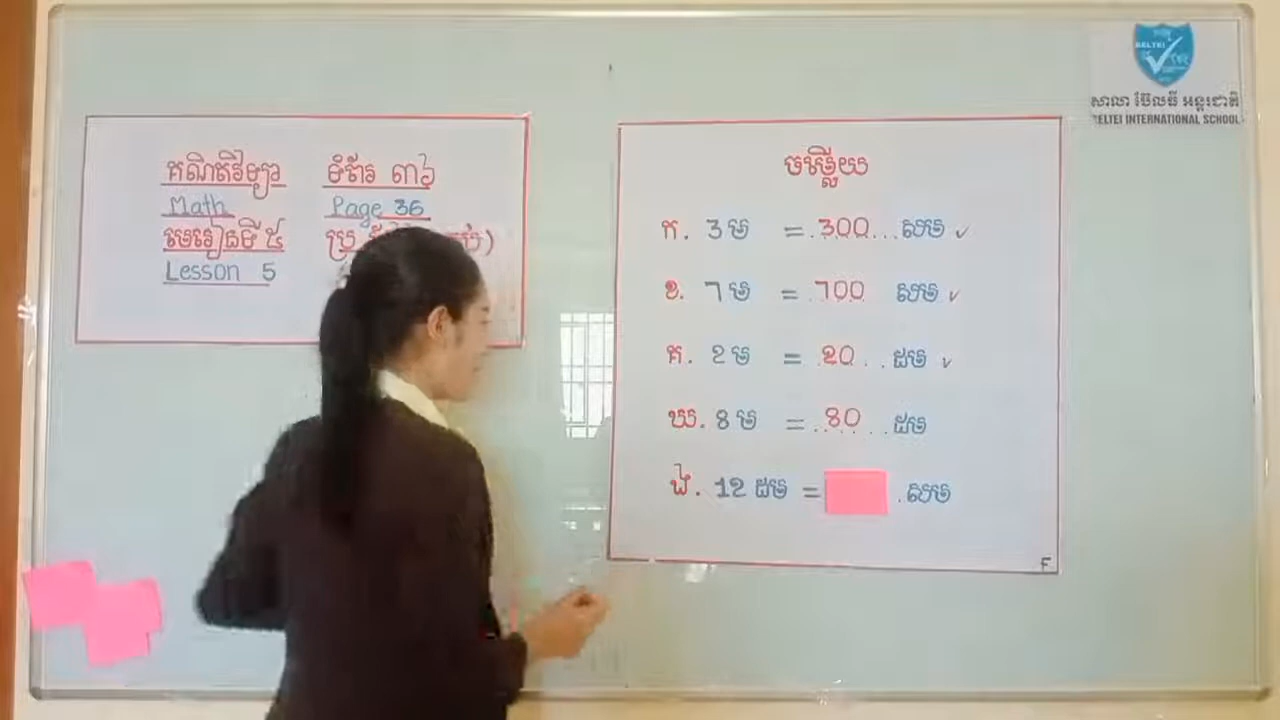 គណិតវិទ្យា ទំព័រ ៣៦
Math Page 36
មេរៀនទី ៥
Lesson 5
ចម្លើយ
ក. 3ម = .300... សម ✓
ខ. 7ម = .700 សម ✓
គ. 2ម = .20 . . ដម ✓
ឃ. 8ម = .80.. ដម
ង. 12 ដម = . សម
F
BELTEI
សាលា ប៊ែលធី អន្តរជាតិ
BELTEI INTERNATIONAL SCHOOL